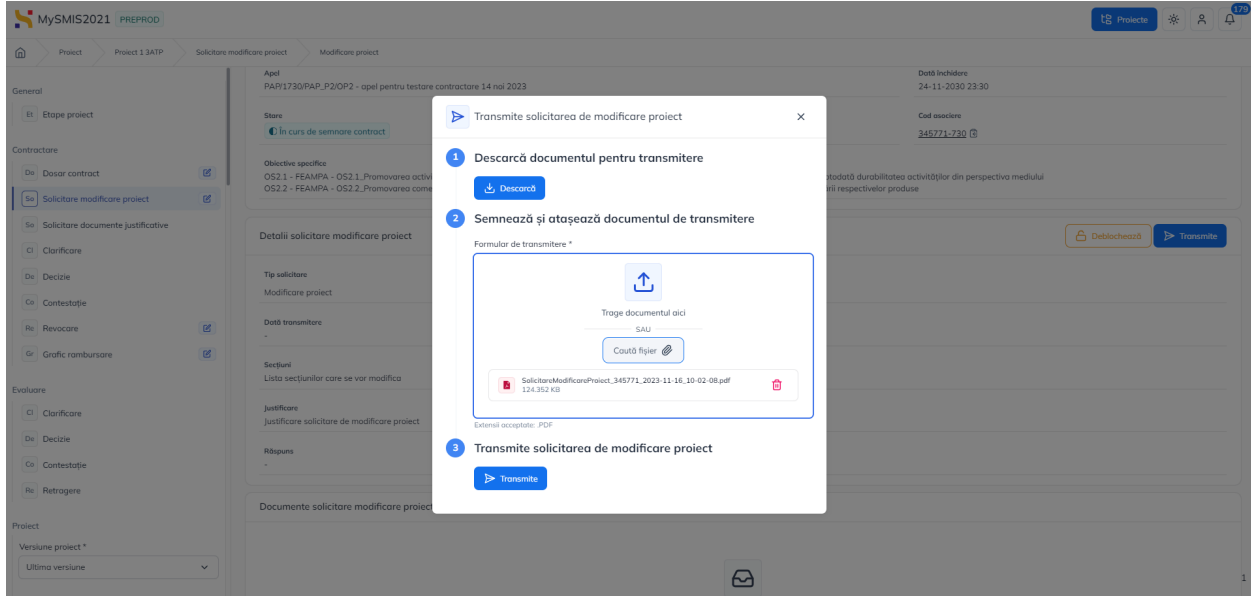 MySMIS2021 PREPROD
Proiecte
179
Proiect
Proiect 1 3ATP
Solicitare modificare proiect
Modificare proiect
General
Et Etape proiect
Contractare
Do Dosar contract
So Solicitare modificare proiect
So Solicitare documente justificative
Cl Clarificare
De Decizie
Co Contestație
Re Revocare
Gr Grafic rambursare
Evaluare
Cl Clarificare
De Decizie
Co Contestație
Re Retragere
Proiect
Versiune proiect *
Ultima versiune
Apel
PAP/1730/PAP_P2/OP2 - apel pentru testare contractare 14 noi 2023
Dată închidere
24-11-2030 23:30
Stare
În curs de semnare contract
Cod asociere
345771-730
Obiective specifice
OS2.1 - FEAMPA - OS2.1_Promovarea activi
durabilitatea activităților din perspectiva mediului
OS2.2 - FEAMPA - OS2.2_Promovarea come
respectivelor produse
Detalii solicitare modificare proiect
Deblochează
Transmite
Tip solicitare
Modificare proiect
Dată transmitere
-
Secțiuni
Lista secțiunilor care se vor modifica
Justificare
Justificare solicitare de modificare proiect
Răspuns
-
Documente solicitare modificare proiect
Transmite solicitarea de modificare proiect
1 Descarcă documentul pentru transmitere
Descarcă
2 Semnează și atașează documentul de transmitere
Formular de transmitere *
Trage documentul aici
SAU
Caută fișier
SolicitareModificareProiect_345771_2023-11-16_10-02-08.pdf
124.352 KB
Extensii acceptate: .PDF
3 Transmite solicitarea de modificare proiect
Transmite
1